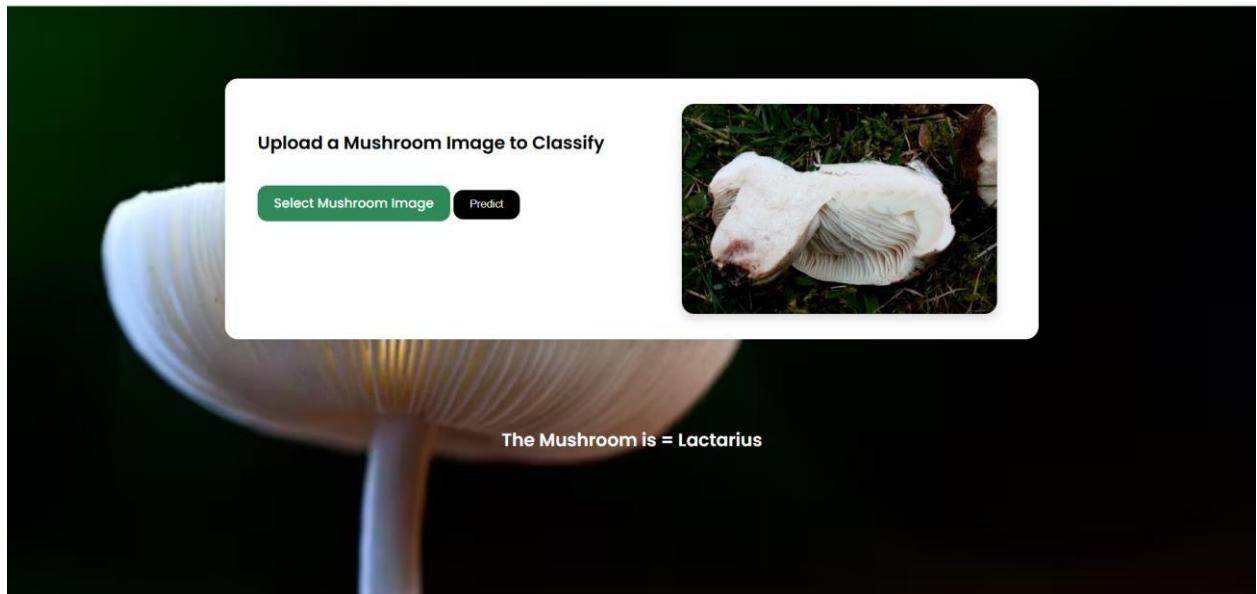 Upload a Mushroom Image to Classify
Select Mushroom Image Predict
The Mushroom is = Lactarius